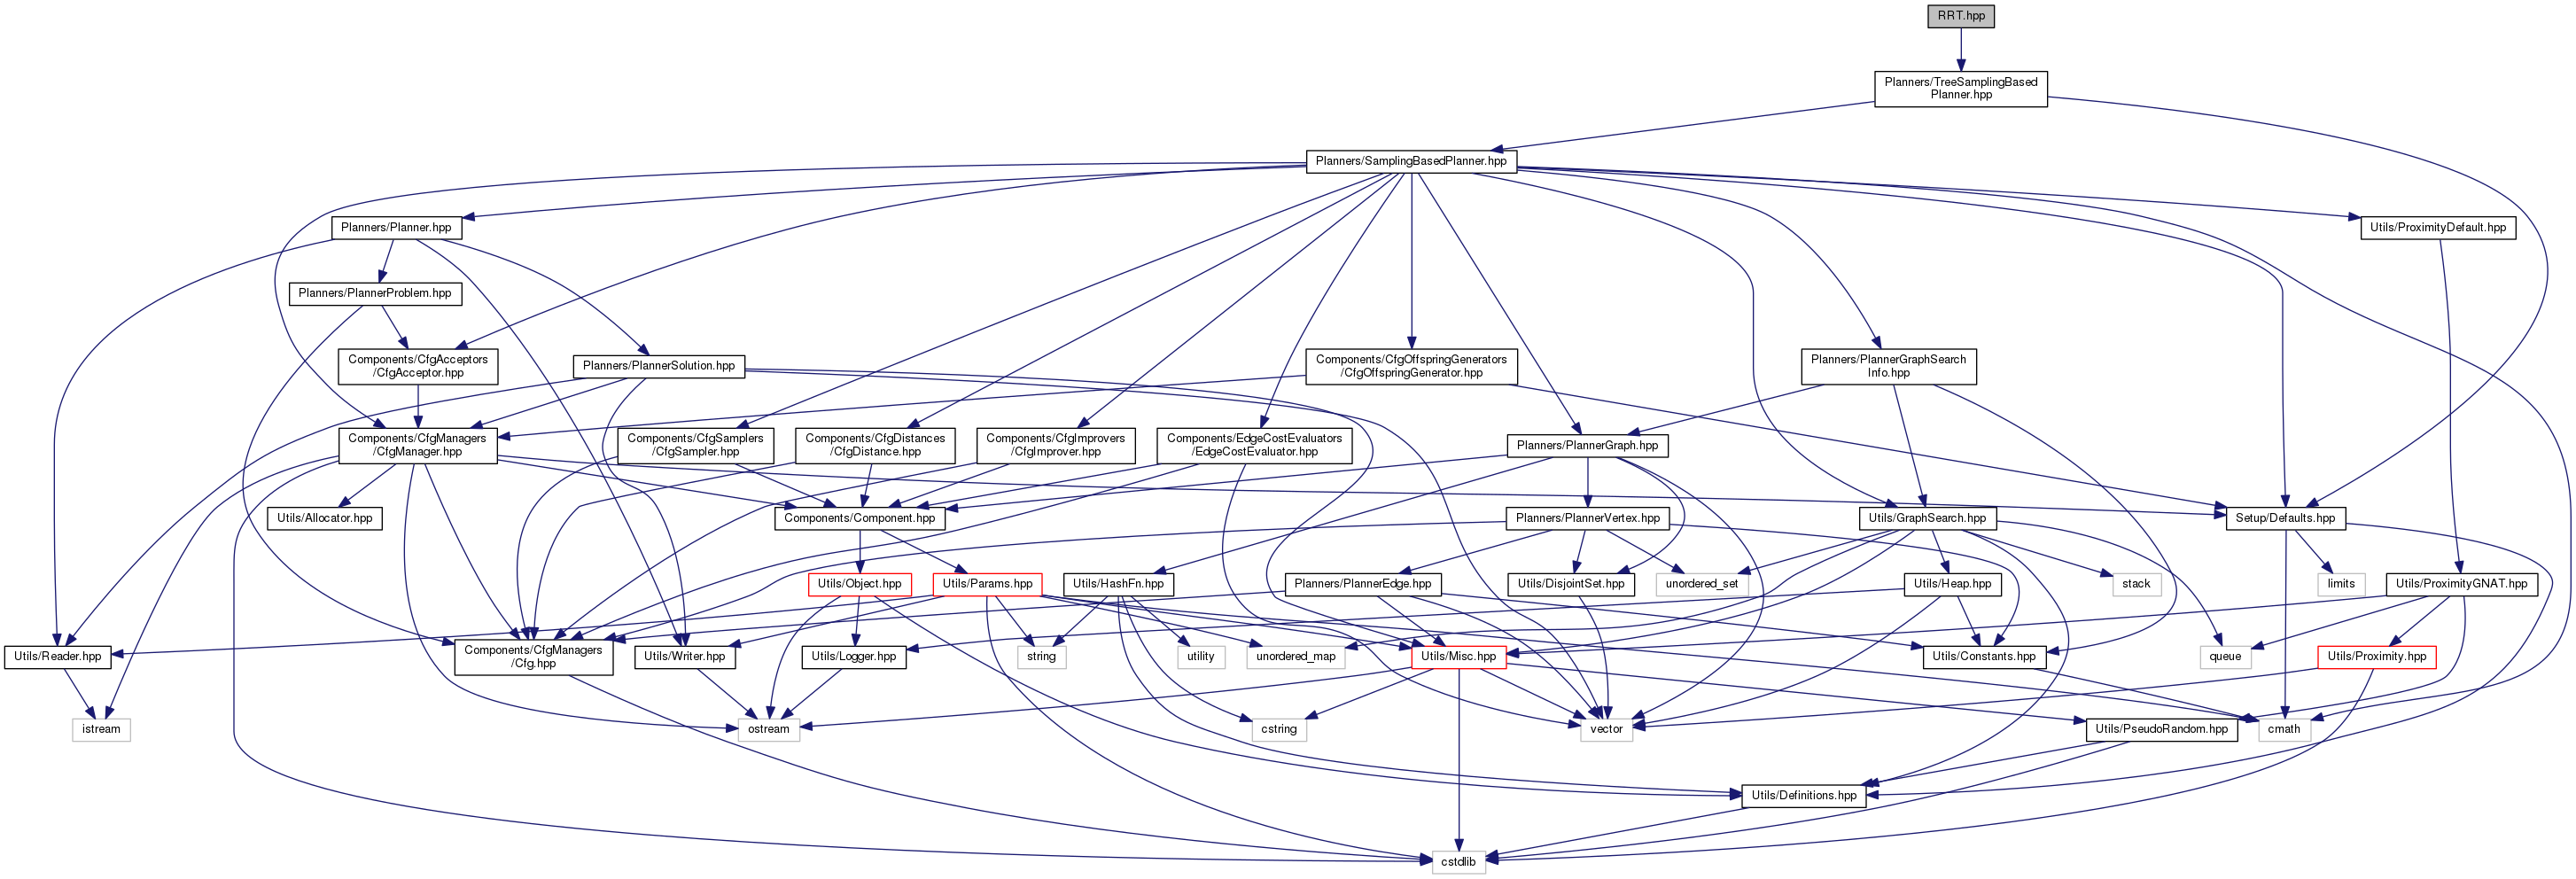 RRT.hpp
Planners/TreeSamplingBased
Planner.hpp
Planners/SamplingBasedPlanner.hpp
Planners/Planner.hpp
Utils/ProximityDefault.hpp
Planners/PlannerProblem.hpp
Components/CfgAcceptors
/CfgAcceptor.hpp
Planners/PlannerSolution.hpp
Components/CfgOffspringGenerators
/CfgOffspringGenerator.hpp
Planners/PlannerGraphSearch
Info.hpp
Components/CfgManagers
/CfgManager.hpp
Components/CfgSamplers
/CfgSampler.hpp
Components/CfgDistances
/CfgDistance.hpp
Components/CfgImprovers
/CfgImprover.hpp
Components/EdgeCostEvaluators
/EdgeCostEvaluator.hpp
Planners/PlannerGraph.hpp
Utils/Allocator.hpp
Components/Component.hpp
Planners/PlannerVertex.hpp
Utils/GraphSearch.hpp
Setup/Defaults.hpp
Utils/Object.hpp
Utils/Params.hpp
Utils/HashFn.hpp
Planners/PlannerEdge.hpp
Utils/DisjointSet.hpp
unordered_set
Utils/Heap.hpp
stack
limits
Utils/ProximityGNAT.hpp
Utils/Reader.hpp
Components/CfgManagers
/Cfg.hpp
Utils/Writer.hpp
Utils/Logger.hpp
string
utility
unordered_map
Utils/Misc.hpp
Utils/Constants.hpp
queue
Utils/Proximity.hpp
istream
ostream
cstring
vector
Utils/PseudoRandom.hpp
cmath
Utils/Definitions.hpp
cstdlib